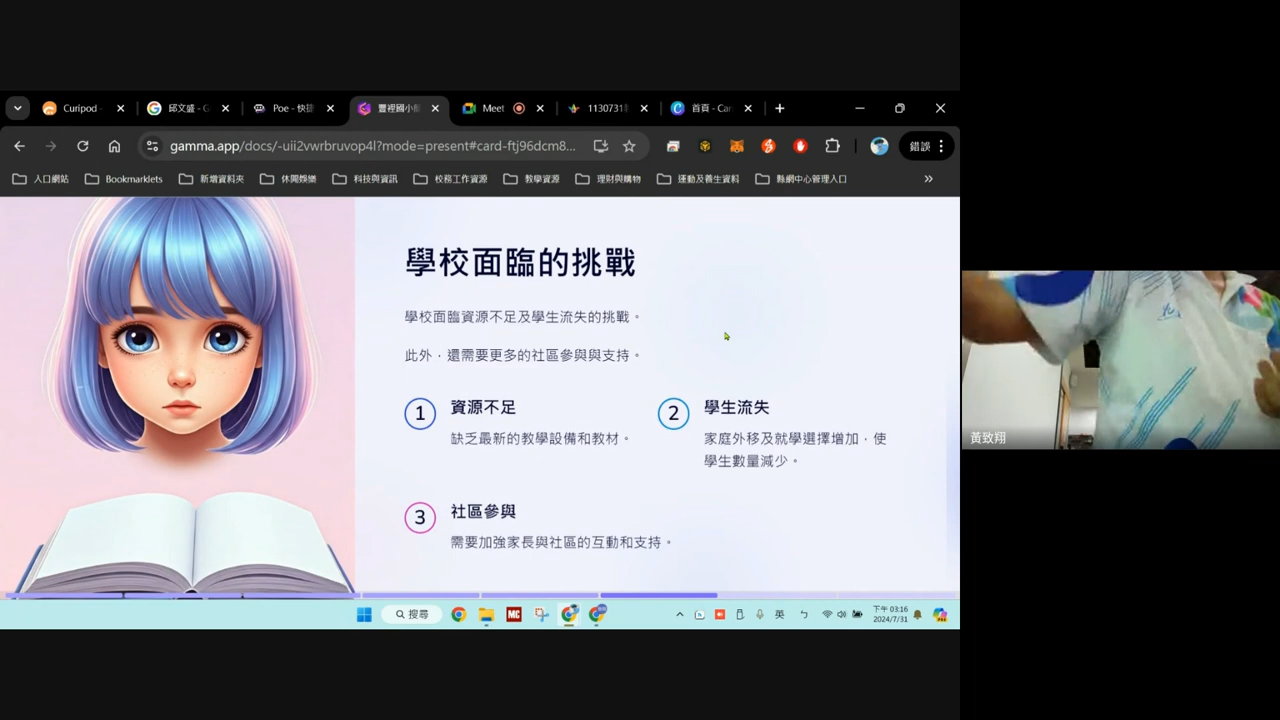 Curipod
邱文盛 - G
Poe - 快捷
豐裡國小
Meet
1130731
首頁 - Can
gamma.app/docs/-uii2vwrbruvop4l?mode=present#card-ftj96dcm8...
錯誤
入口網站
Bookmarklets
新增資料夾
休閒娛樂
科技與資訊
校務工作資源
教學資源
理財與購物
運動及養生資料
縣網中心管理入口
學校面臨的挑戰
學校面臨資源不足及學生流失的挑戰。
此外，還需要更多的社區參與與支持。
1 資源不足
缺乏最新的教學設備和教材。
2 學生流失
家庭外移及就學選擇增加，使
學生數量減少。
3 社區參與
需要加強家長與社區的互動和支持。
黃致翔
搜尋
MC
英
下午 03:16
2024/7/31